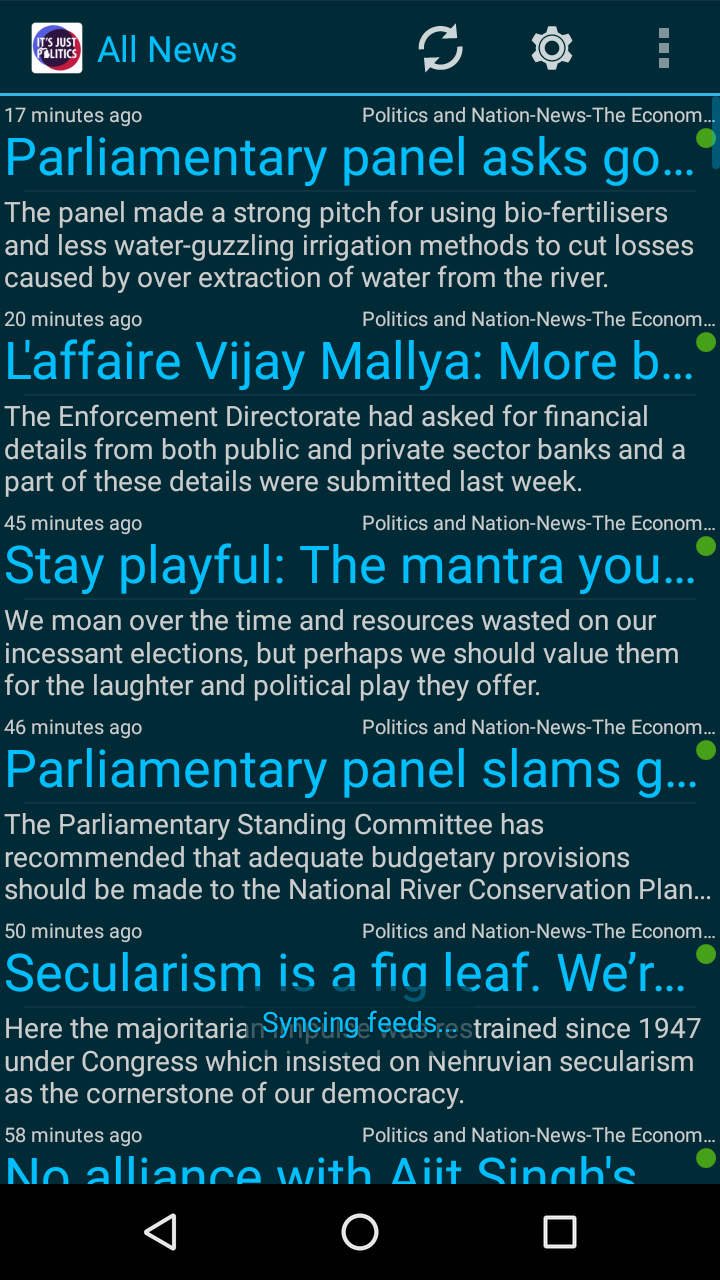 IT'S JUST
POLITICS
All News
17 minutes ago
Politics and Nation-News-The Econom…
Parliamentary panel asks go…
The panel made a strong pitch for using bio-fertilisers
and less water-guzzling irrigation methods to cut losses
caused by over extraction of water from the river.
20 minutes ago
Politics and Nation-News-The Econom…
L'affaire Vijay Mallya: More b…
The Enforcement Directorate had asked for financial
details from both public and private sector banks and a
part of these details were submitted last week.
45 minutes ago
Politics and Nation-News-The Econom…
Stay playful: The mantra you…
We moan over the time and resources wasted on our
incessant elections, but perhaps we should value them
for the laughter and political play they offer.
46 minutes ago
Politics and Nation-News-The Econom…
Parliamentary panel slams g…
The Parliamentary Standing Committee has
recommended that adequate budgetary provisions
should be made to the National River Conservation Plan…
50 minutes ago
Politics and Nation-News-The Econom…
Secularism is a fig leaf. We’r…
Syncing feeds...
Here the majoritarian impulse was restrained since 1947
under Congress which insisted on Nehruvian secularism
as the cornerstone of our democracy.
58 minutes ago
Politics and Nation-News-The Econom…
No alliance with Ajit Singh's